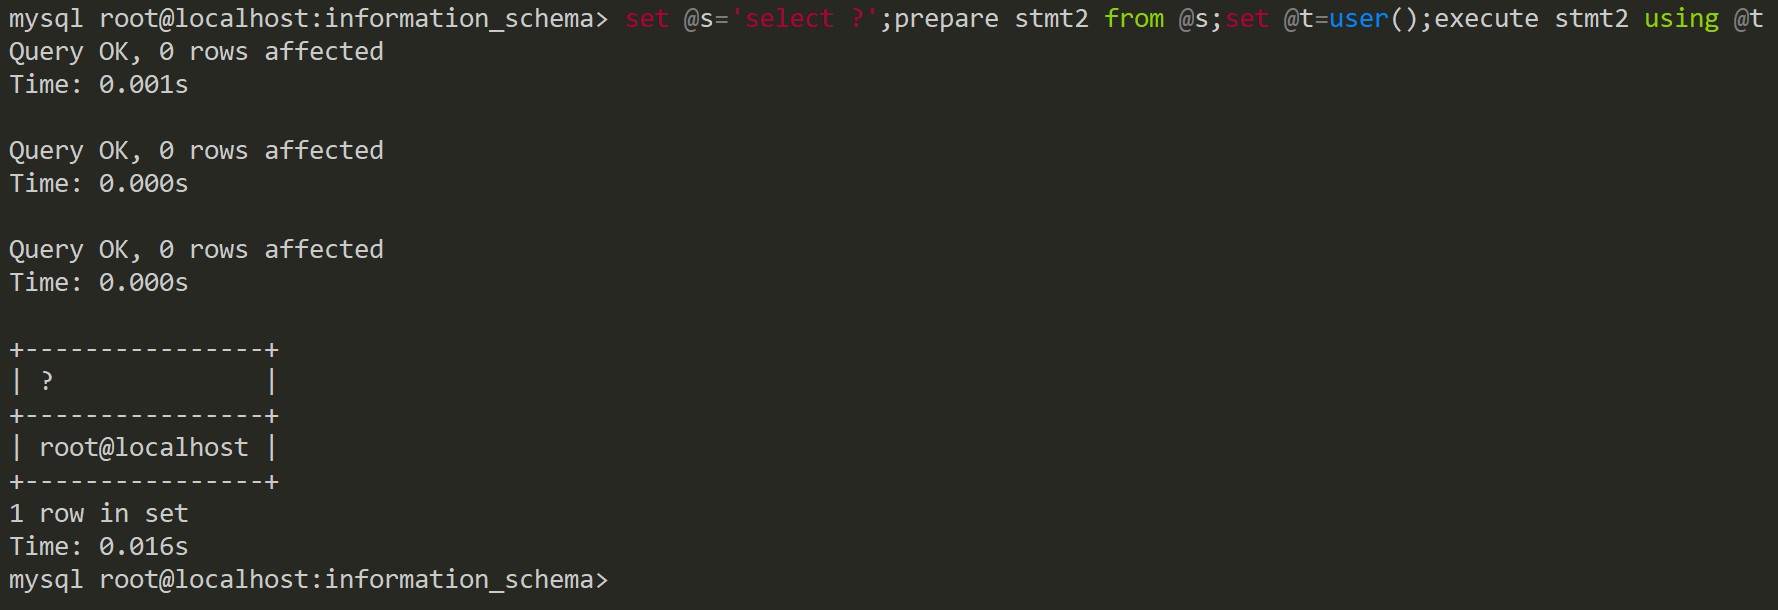 mysql root@localhost:information_schema> set @s='select ?';prepare stmt2 from @s;set @t=user();execute stmt2 using @t
Query OK, 0 rows affected
Time: 0.001s
Query OK, 0 rows affected
Time: 0.000s
Query OK, 0 rows affected
Time: 0.000s
+----------------+
| ?              |
+----------------+
| root@localhost |
+----------------+
1 row in set
Time: 0.016s
mysql root@localhost:information_schema>